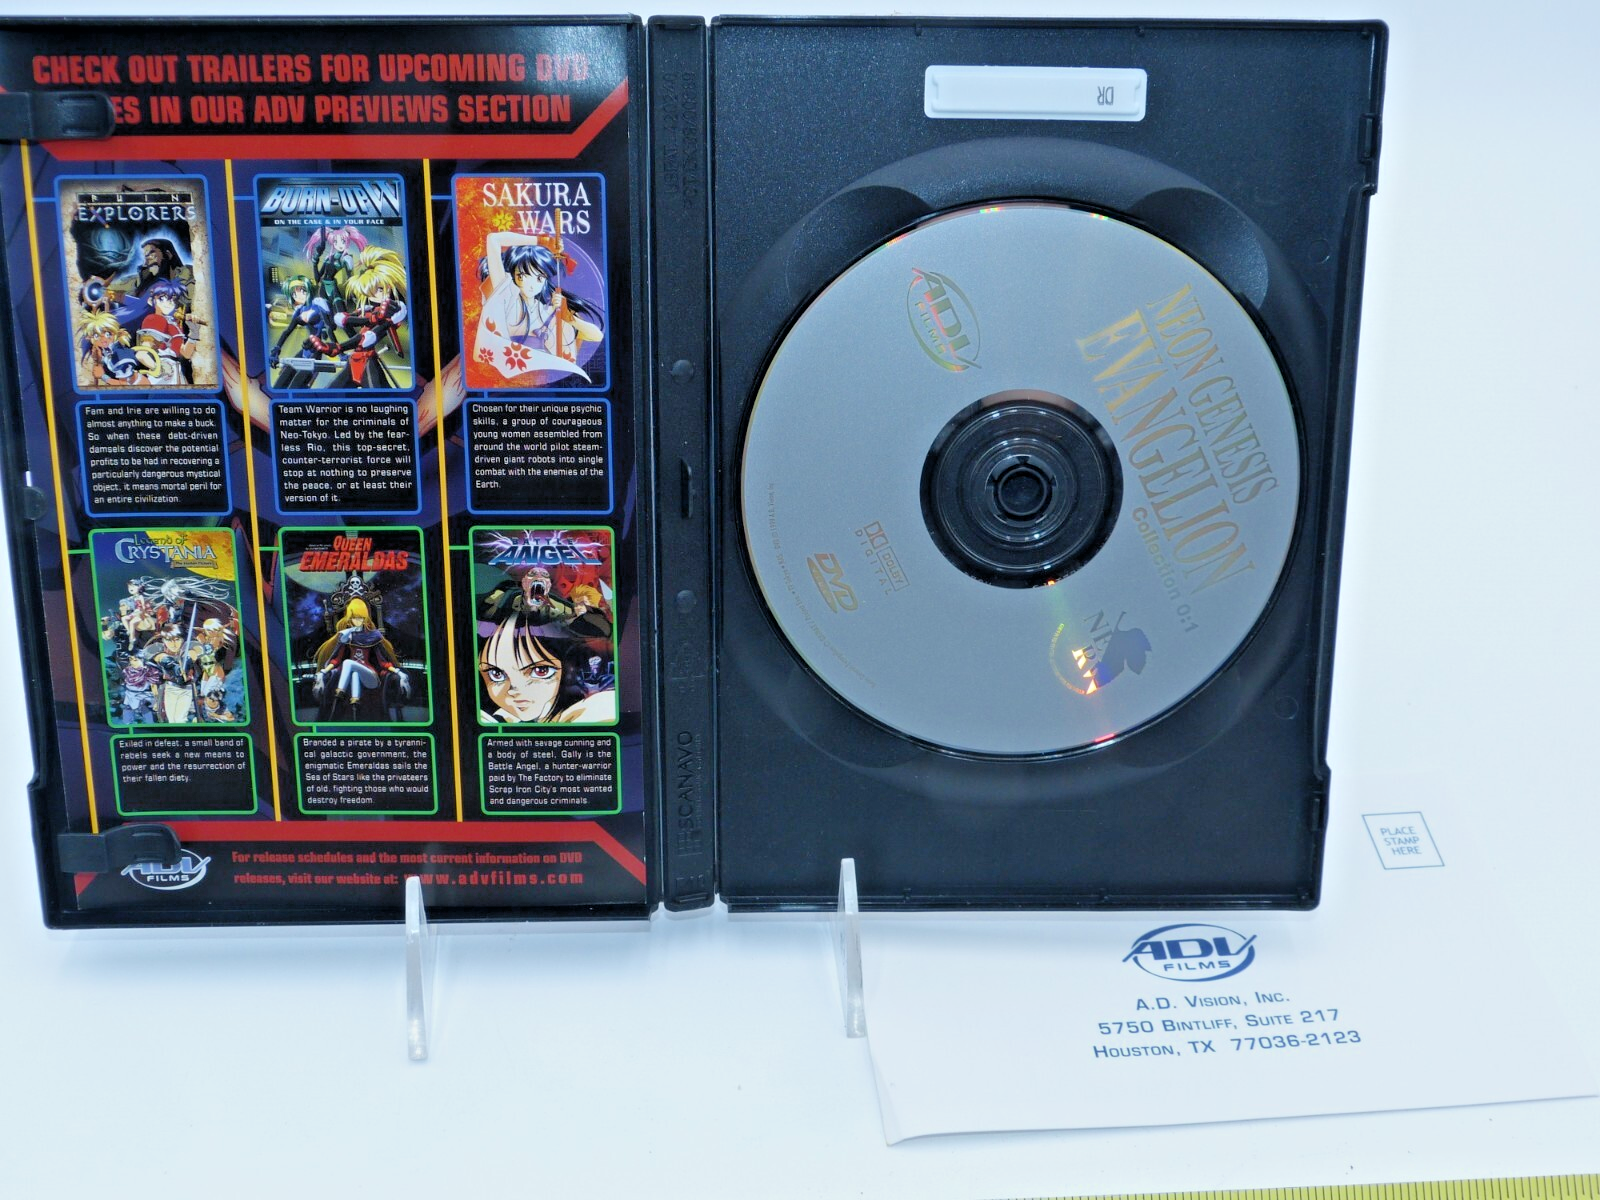 CHECK OUT TRAILERS FOR UPCOMING DVD
ES IN OUR ADV PREVIEWS SECTION
RUIN
EXPLORERS
Fam and Irie are willing to do
almost anything to make a buck.
So when these debt-driven
damsels discover the potential
profits to be had in recovering a
particularly dangerous mystical
object, it means mortal peril for
an entire civilization.
BURN-UP W
ON THE CASE & IN YOUR FACE
Team Warrior is no laughing
matter for the criminals of
Neo-Tokyo. Led by the fear-
less Rio, this top-secret,
counter-terrorist force will
stop at nothing to preserve
the peace, or at least their
version of it.
SAKURA
WARS
Chosen for their unique psychic
skills, a group of courageous
young women assembled from
around the world pilot steam-
driven giant robots into single
combat with the enemies of the
Earth.
Legend of
CRYSTANIA
Exiled in defeat, a small band of
rebels seek a new means to
power and the resurrection of
their fallen diety.
QUEEN
EMERALDAS
Branded a pirate by a tyranni-
cal galactic government, the
enigmatic Emeraldas sails the
Sea of Stars like the privateers
of old, fighting those who would
destroy freedom.
BATTLE
ANGEL
Armed with savage cunning and
a body of steel, Gally is the
Battle Angel, a hunter-warrior
paid by The Factory to eliminate
Scrap Iron City's most wanted
and dangerous criminals.
ADV
FILMS
For release schedules and the most current information on DVD
releases, visit our website at: www.advfilms.com
SCANAVO
DR
ADV
FILMS
NEON GENESIS
EVANGELION
Collection 0:1
DOLBY
DIGITAL
DVD
NERV
PLACE
STAMP
HERE
ADV
FILMS
A.D. VISION, INC.
5750 BINTLIFF, SUITE 217
HOUSTON, TX 77036-2123